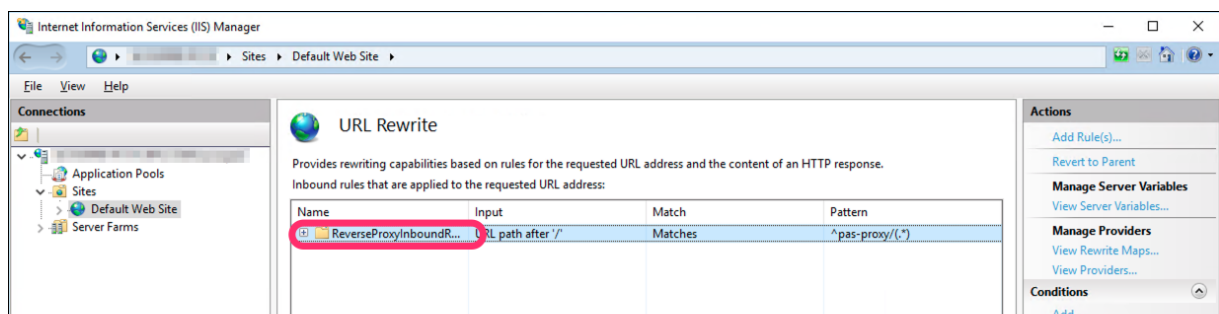 Internet Information Services (IIS) Manager
Sites Default Web Site
File View Help
Connections
Application Pools
Sites
Default Web Site
Server Farms
URL Rewrite
Provides rewriting capabilities based on rules for the requested URL address and the content of an HTTP response.
Inbound rules that are applied to the requested URL address:
Name Input Match Pattern
ReverseProxyInboundR... URL path after '/' Matches ^pas-proxy/(.*)
Actions
Add Rule(s)...
Revert to Parent
Manage Server Variables
View Server Variables...
Manage Providers
View Rewrite Maps...
View Providers...
Conditions
Add